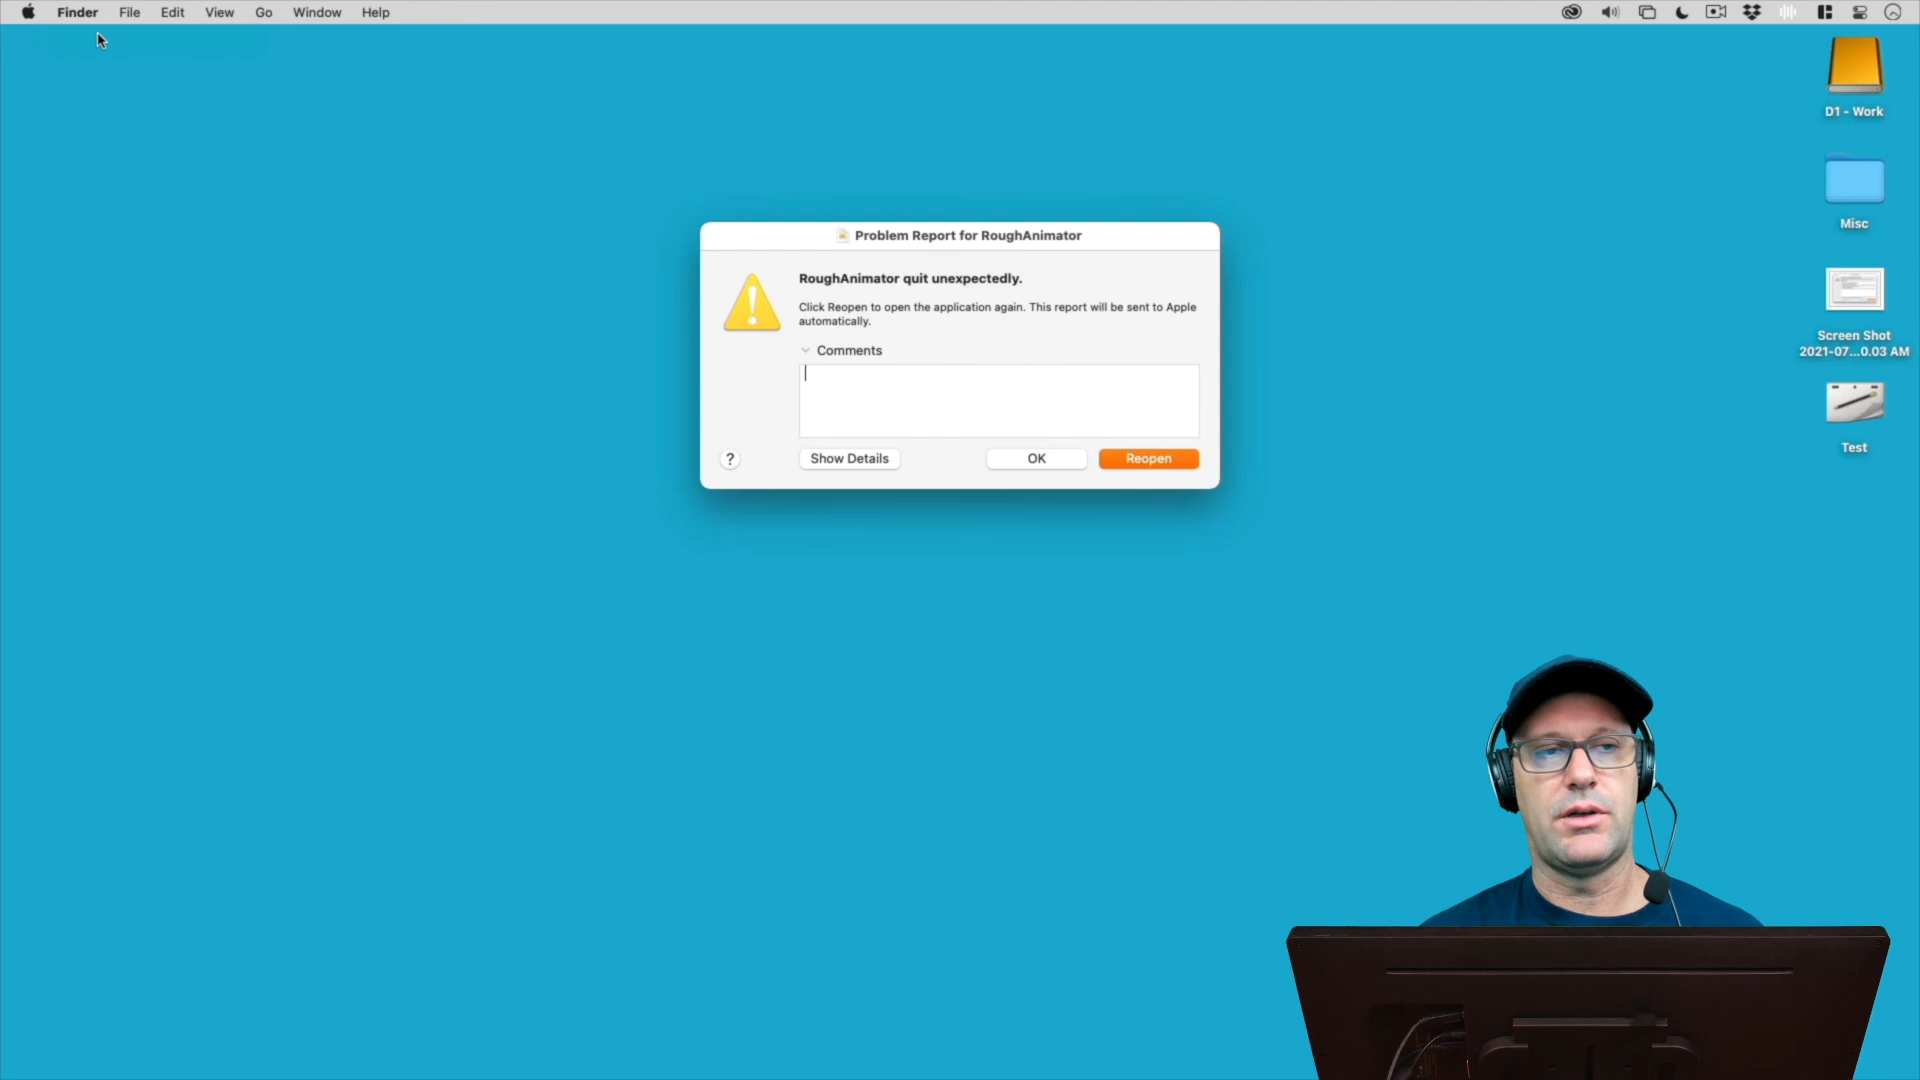 Finder File Edit View Go Window Help
D1 - Work
Misc
Screen Shot
2021-07...0.03 AM
Test
Problem Report for RoughAnimator
RoughAnimator quit unexpectedly.
Click Reopen to open the application again. This report will be sent to Apple
automatically.
Comments
? Show Details OK Reopen